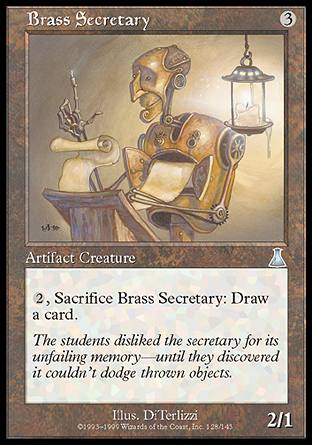 Brass Secretary 3
Artifact Creature
2, Sacrifice Brass Secretary: Draw
a card.
The students disliked the secretary for its
unfailing memory—until they discovered
it couldn't dodge thrown objects.
Illus. DiTerlizzi
©1993–1999 Wizards of the Coast, Inc. 128/143
2/1